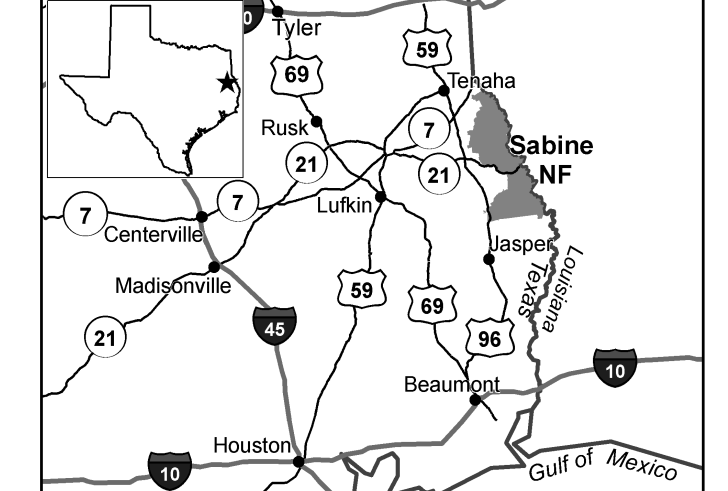 0
Tyler
59
69
Tenaha
Rusk
7
Sabine
NF
21
21
7
7
Lufkin
Centerville
Jasper
Madisonville
Louisiana
Texas
59
69
45
21
96
10
Beaumont
Houston
10
Gulf of Mexico